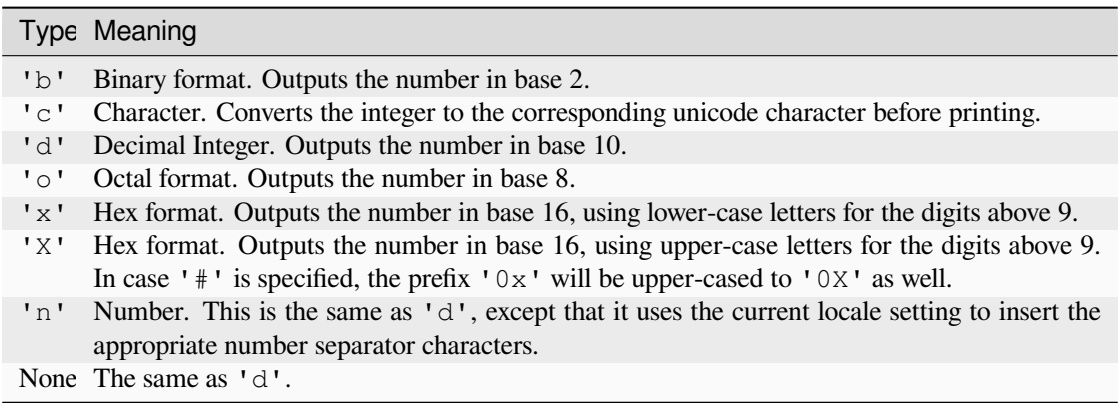 Type Meaning
'b' Binary format. Outputs the number in base 2.
'c' Character. Converts the integer to the corresponding unicode character before printing.
'd' Decimal Integer. Outputs the number in base 10.
'o' Octal format. Outputs the number in base 8.
'x' Hex format. Outputs the number in base 16, using lower-case letters for the digits above 9.
'X' Hex format. Outputs the number in base 16, using upper-case letters for the digits above 9.
In case '#' is specified, the prefix '0x' will be upper-cased to '0X' as well.
'n' Number. This is the same as 'd', except that it uses the current locale setting to insert the
appropriate number separator characters.
None The same as 'd'.